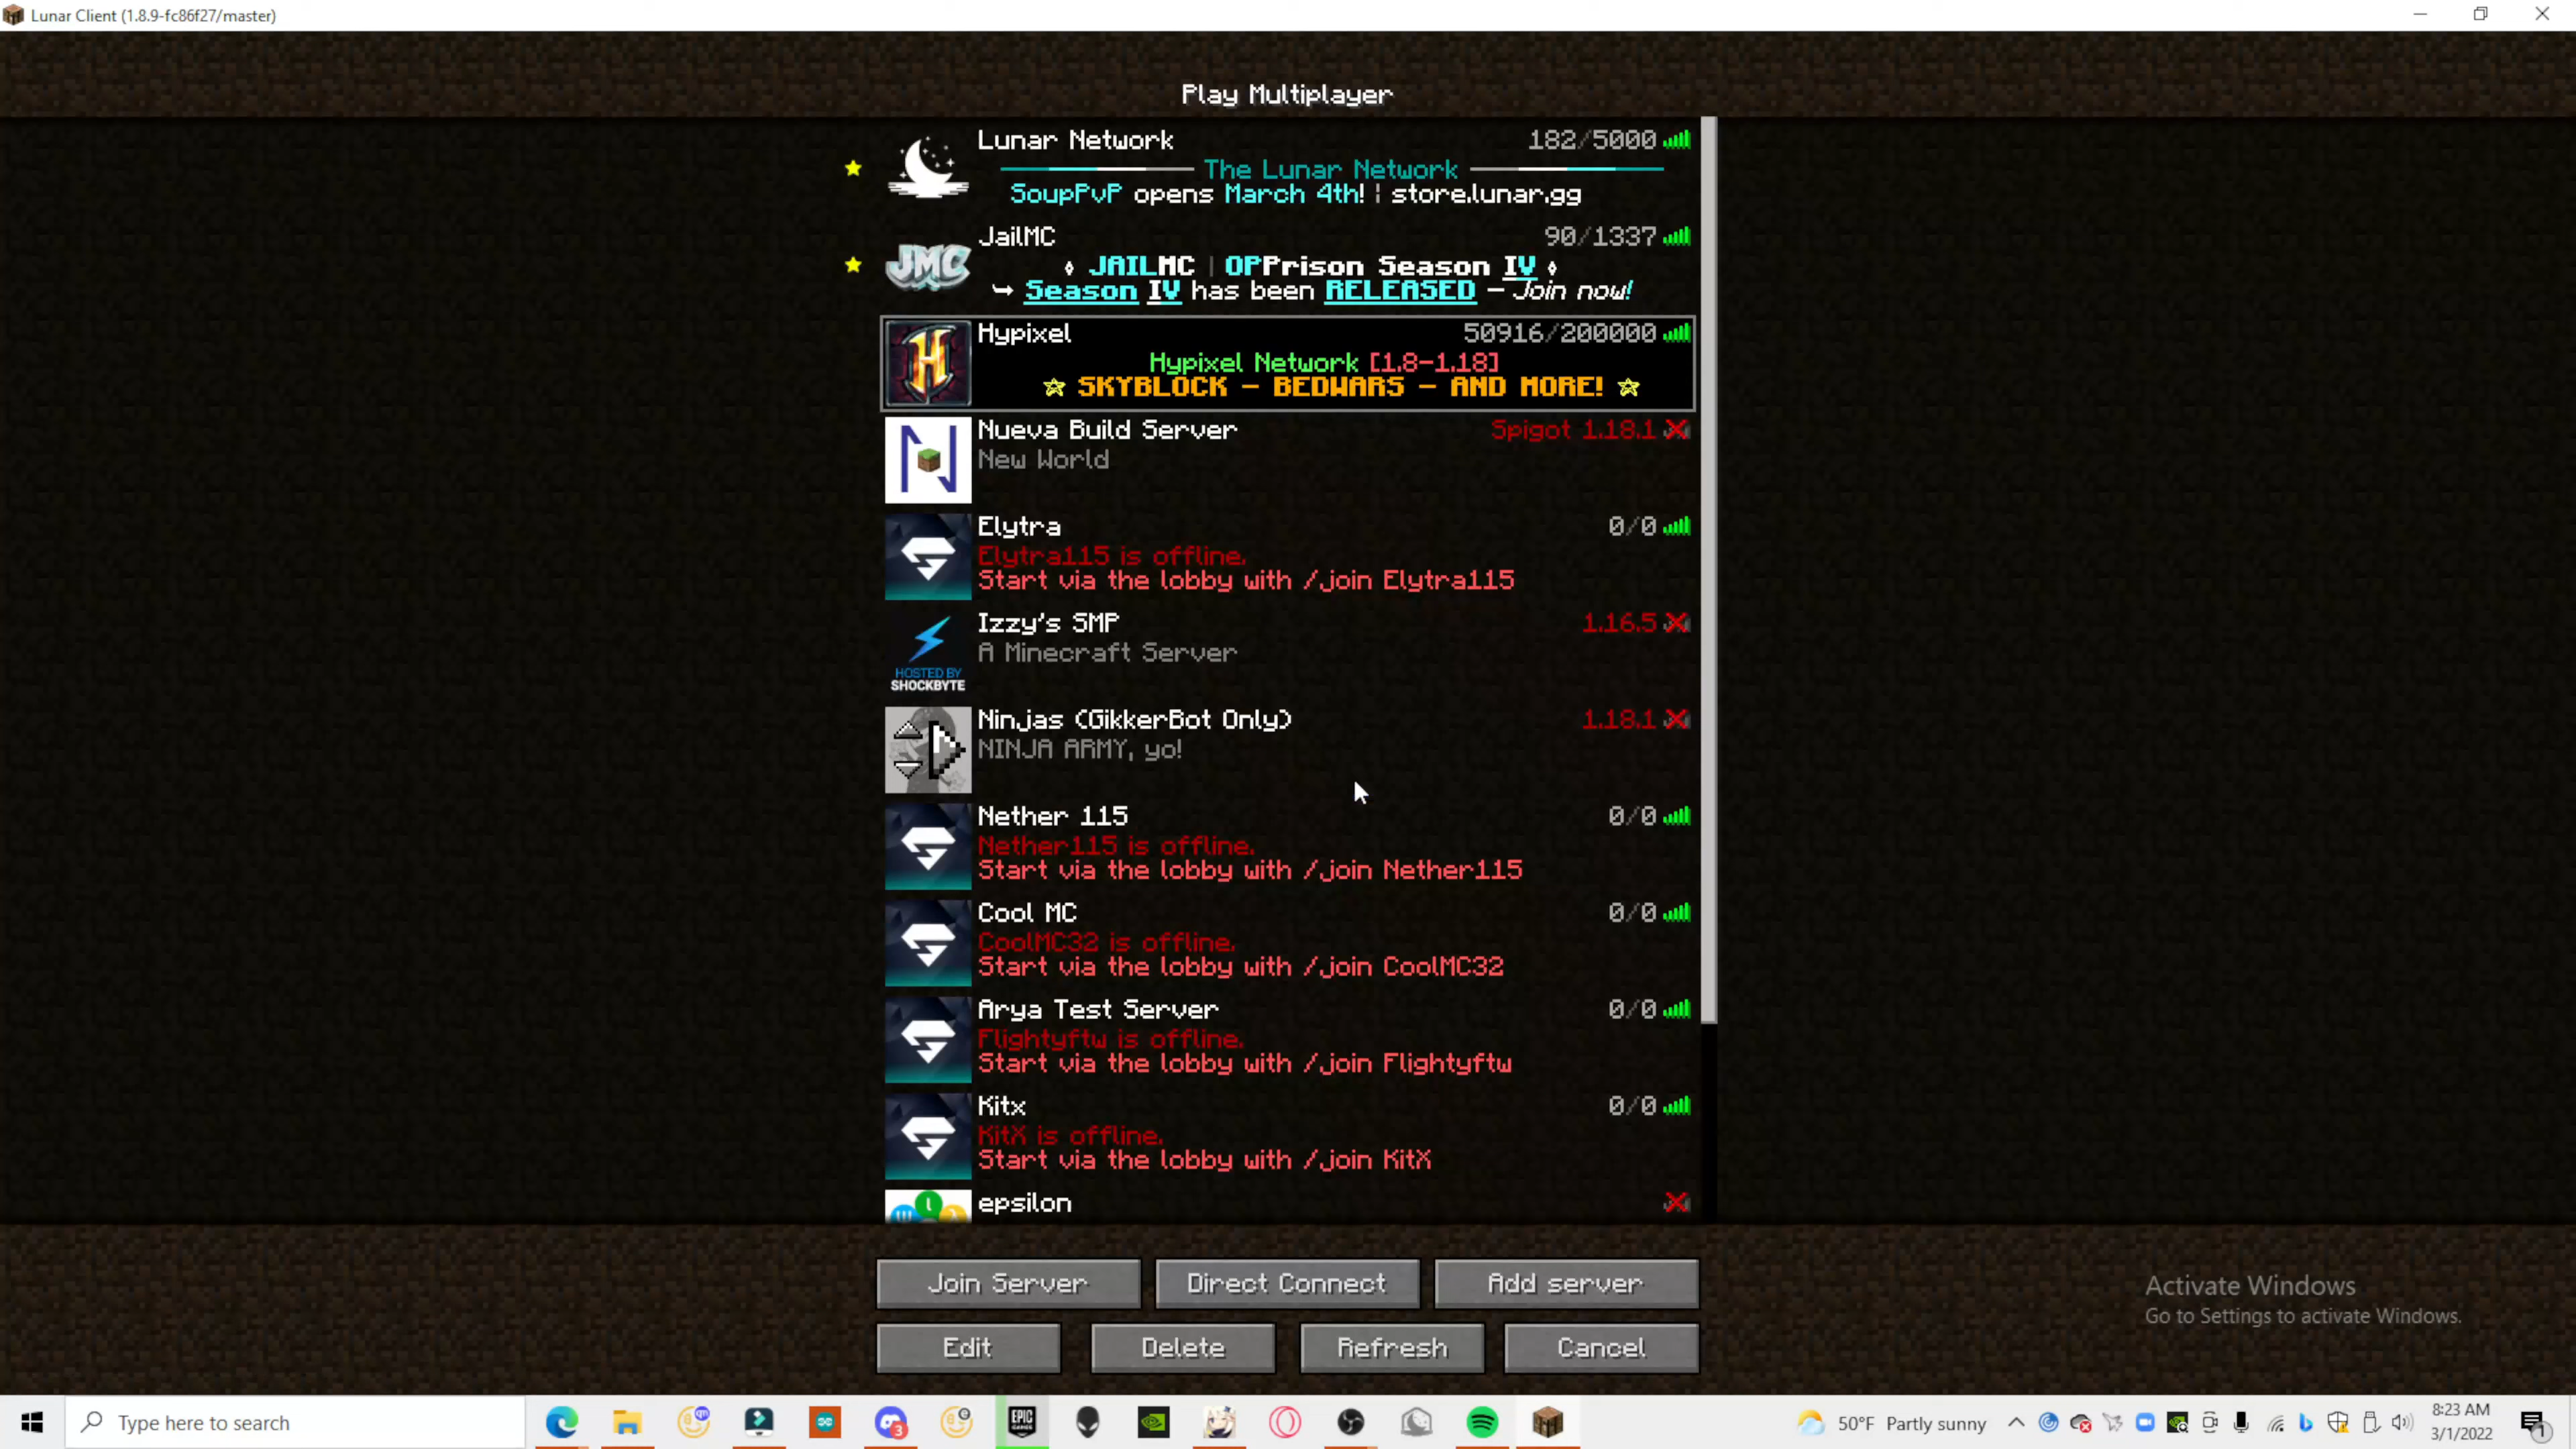 Lunar Client (1.8.9-fc86f27/master)
Play Multiplayer
Lunar Network
182/5000
The Lunar Network
SoupPvP opens March 4th! ¦ store.lunar.gg
JailMC
90/1337
JMC
JAILMC | OPPrison Season IV
↪ Season IV has been RELEASED – Join now!
Hypixel
50916/200000
H
Hypixel Network [1.8-1.18]
☆ SKYBLOCK – BEDWARS – AND MORE! ☆
Nueva Build Server
Spigot 1.18.1
N
New World
Elytra
0/0
Elytra115 is offline.
Start via the lobby with /join Elytra115
Izzy's SMP
1.16.5
A Minecraft Server
HOSTED BY
SHOCKBYTE
Ninjas (GikkerBot Only)
1.18.1
NINJA ARMY, yo!
Nether 115
0/0
Nether115 is offline.
Start via the lobby with /join Nether115
Cool MC
0/0
CoolMC32 is offline.
Start via the lobby with /join CoolMC32
Arya Test Server
0/0
Flightyftw is offline.
Start via the lobby with /join Flightyftw
Kitx
0/0
KitX is offline.
Start via the lobby with /join KitX
epsilon
Join Server
Direct Connect
Add server
Edit
Delete
Refresh
Cancel
Activate Windows
Go to Settings to activate Windows.
Type here to search
EPIC
GAMES
3
50°F Partly sunny
8:23 AM
3/1/2022
1